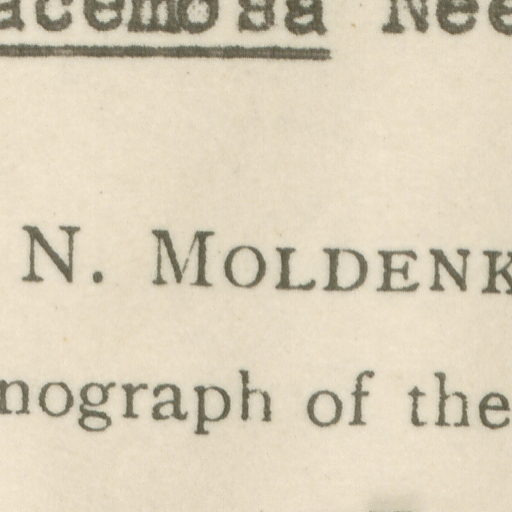 acemosa Nee
N. MOLDENK
nograph of the